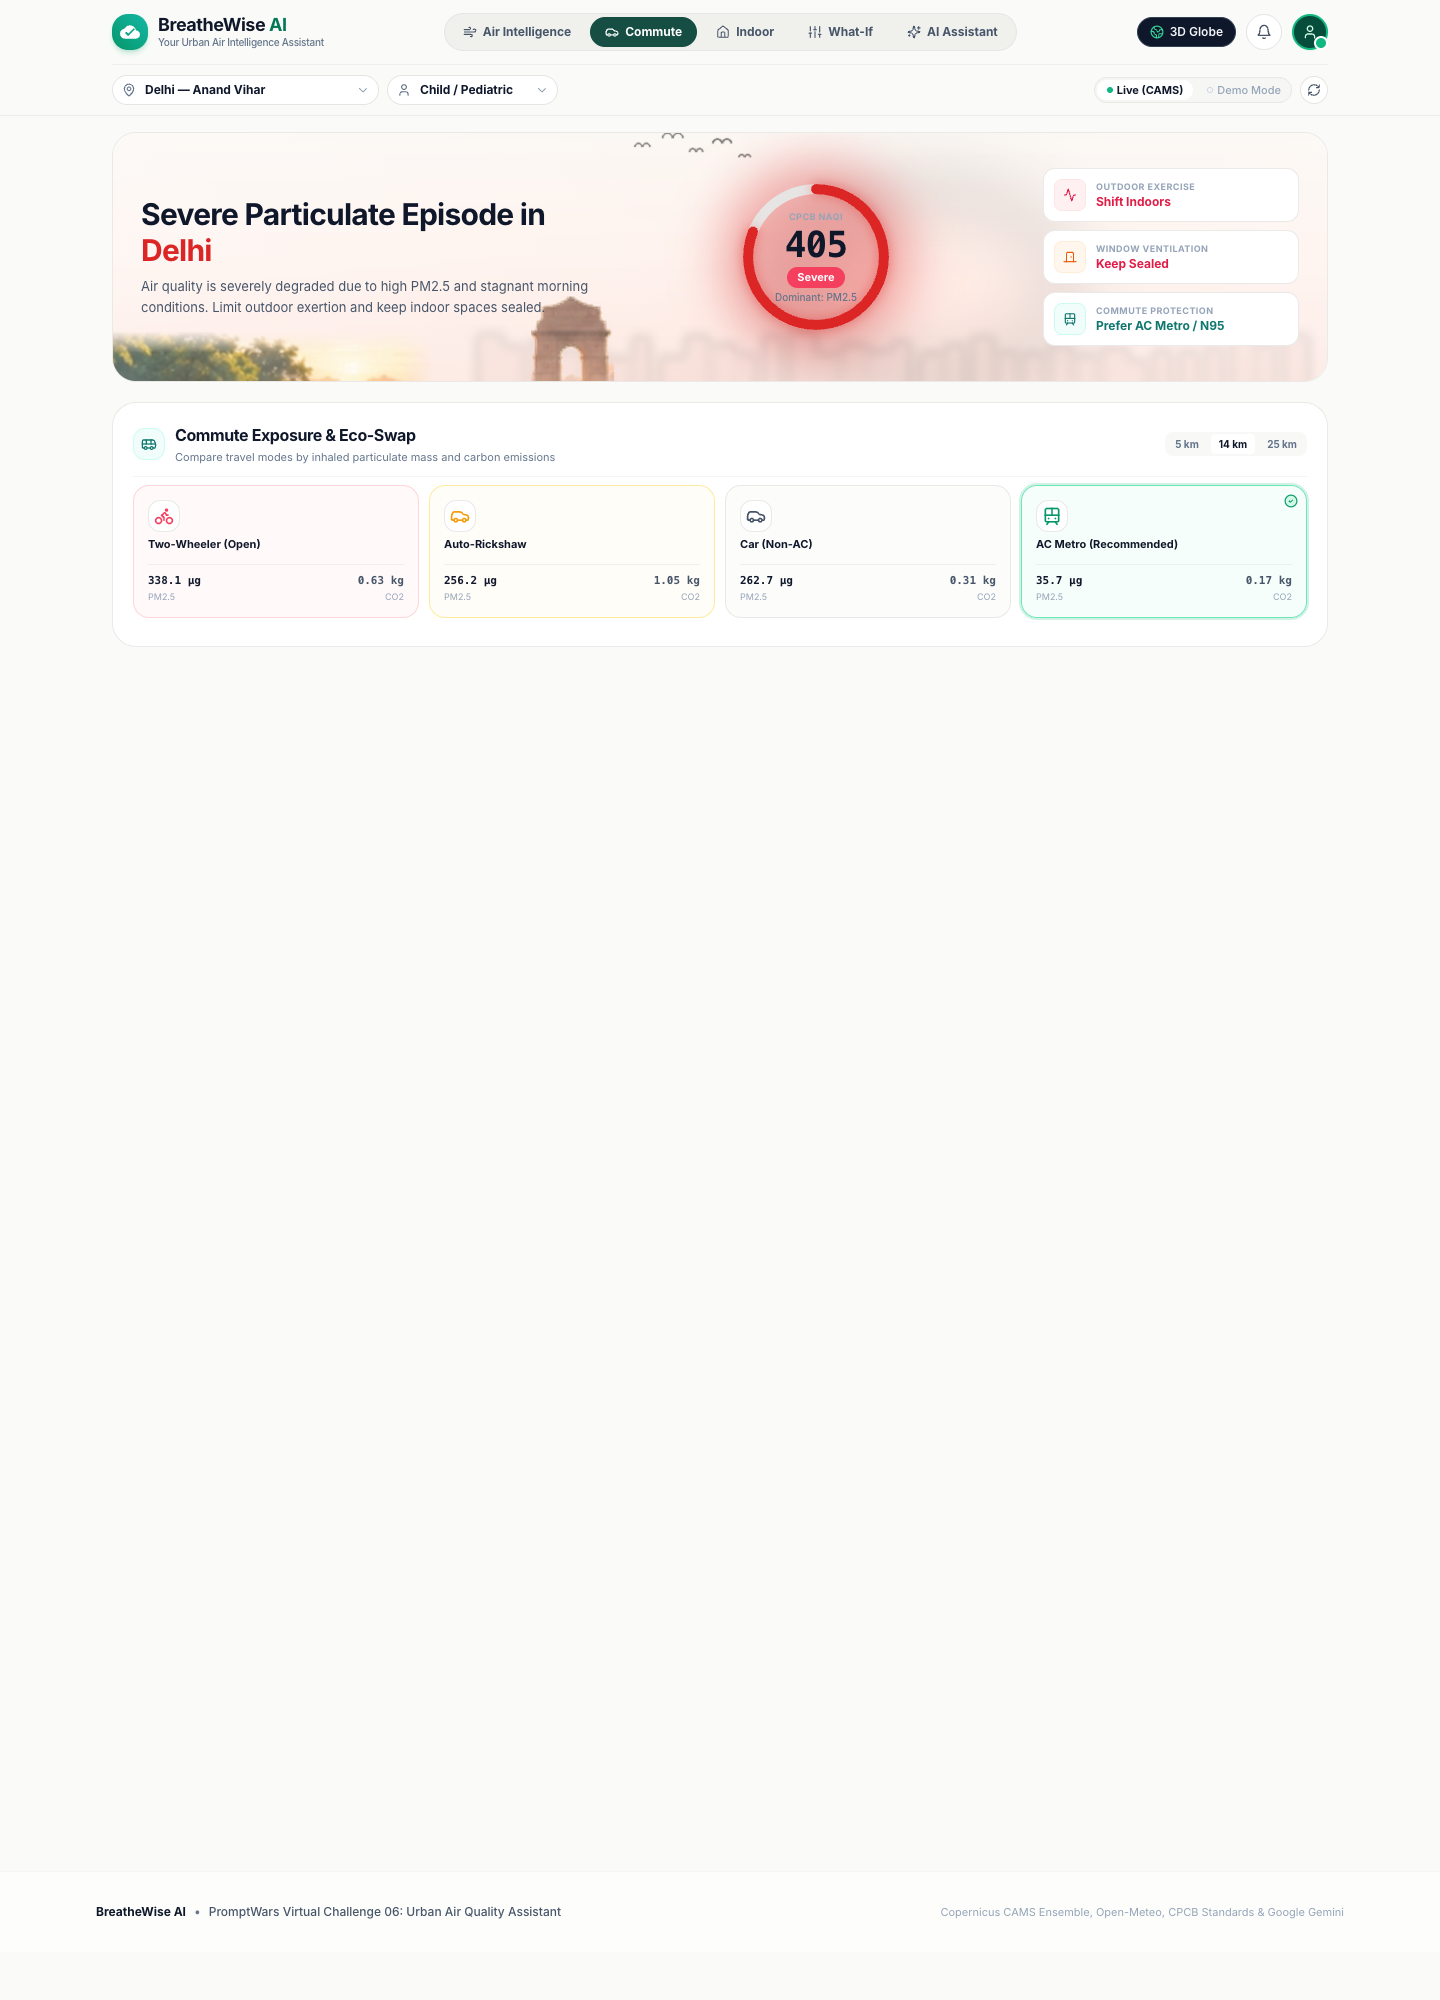 BreatheWise AI
Your Urban Air Intelligence Assistant
Air Intelligence
Commute
Indoor
What-If
AI Assistant
3D Globe
Delhi — Anand Vihar
Child / Pediatric
Live (CAMS)
Demo Mode
Severe Particulate Episode in
Delhi
Air quality is severely degraded due to high PM2.5 and stagnant morning
conditions. Limit outdoor exertion and keep indoor spaces sealed.
CPCB NAQI
405
Severe
Dominant: PM2.5
OUTDOOR EXERCISE
Shift Indoors
WINDOW VENTILATION
Keep Sealed
COMMUTE PROTECTION
Prefer AC Metro / N95
Commute Exposure & Eco-Swap
Compare travel modes by inhaled particulate mass and carbon emissions
5 km
14 km
25 km
Two-Wheeler (Open)
338.1 µg
0.63 kg
PM2.5
CO2
Auto-Rickshaw
256.2 µg
1.05 kg
PM2.5
CO2
Car (Non-AC)
262.7 µg
0.31 kg
PM2.5
CO2
AC Metro (Recommended)
35.7 µg
0.17 kg
PM2.5
CO2
BreatheWise AI • PromptWars Virtual Challenge 06: Urban Air Quality Assistant
Copernicus CAMS Ensemble, Open-Meteo, CPCB Standards & Google Gemini